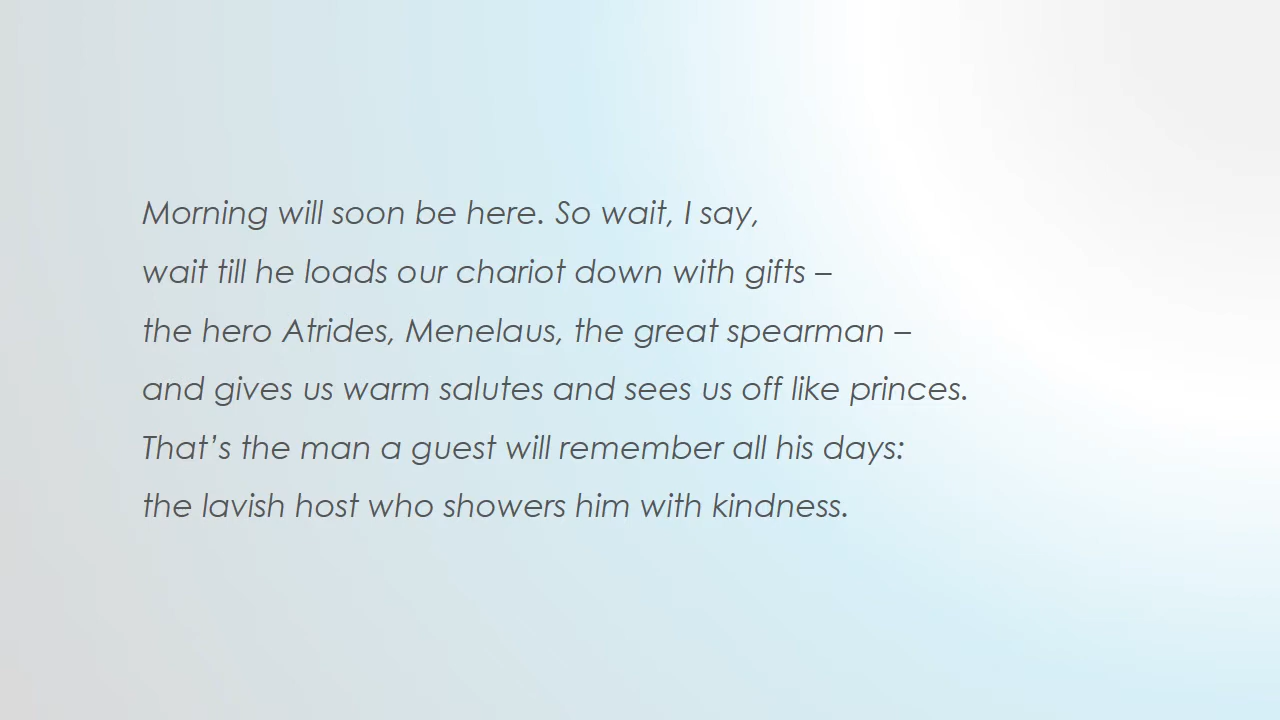 Morning will soon be here. So wait, I say,
wait till he loads our chariot down with gifts –
the hero Atrides, Menelaus, the great spearman –
and gives us warm salutes and sees us off like princes.
That’s the man a guest will remember all his days:
the lavish host who showers him with kindness.